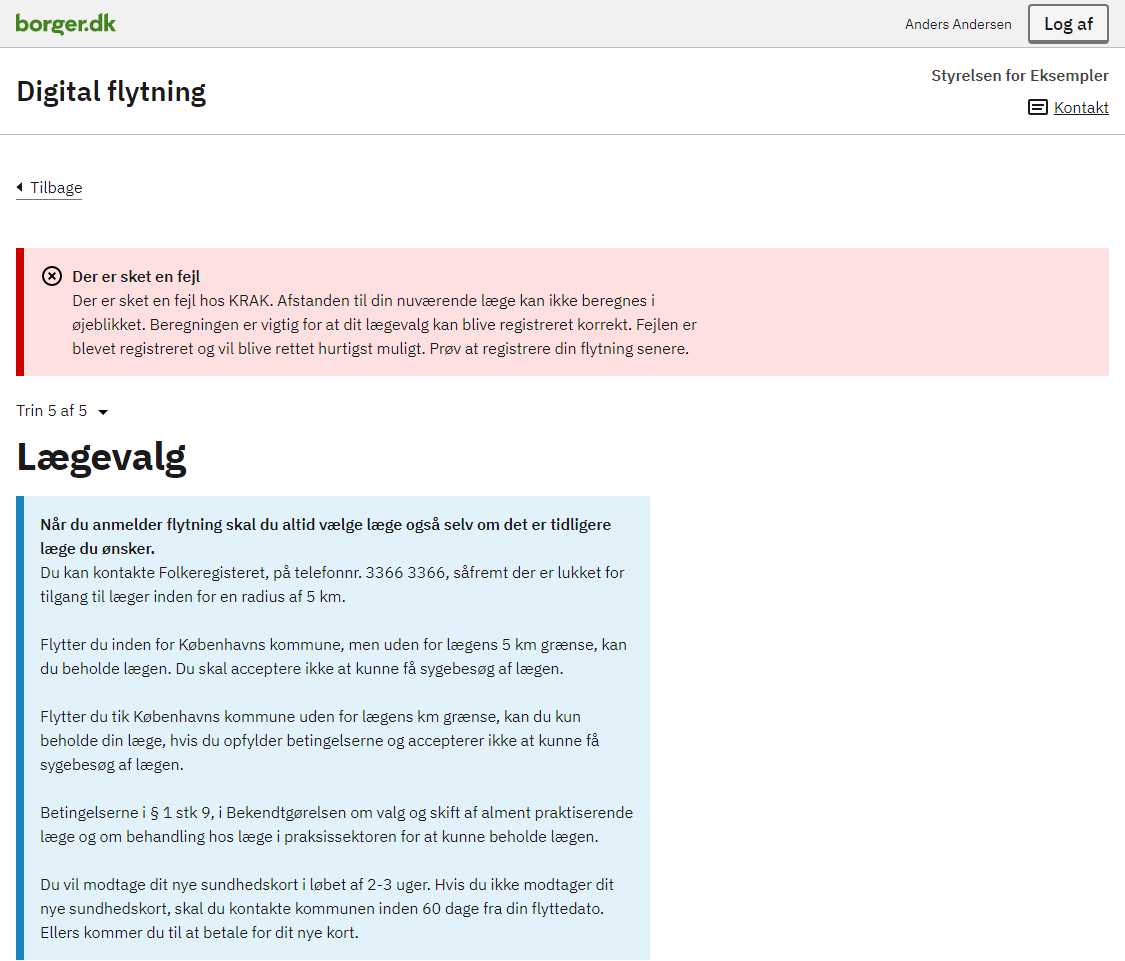 borger.dk
Anders Andersen
Log af
Digital flytning
Styrelsen for Eksempler
Kontakt
Tilbage
Der er sket en fejl
Der er sket en fejl hos KRAK. Afstanden til din nuværende læge kan ikke beregnes i
øjeblikket. Beregningen er vigtig for at dit lægevalg kan blive registreret korrekt. Fejlen er
blevet registreret og vil blive rettet hurtigst muligt. Prøv at registrere din flytning senere.
Trin 5 af 5
Lægevalg
Når du anmelder flytning skal du altid vælge læge også selv om det er tidligere
læge du ønsker.
Du kan kontakte Folkeregisteret, på telefonnr. 3366 3366, såfremt der er lukket for
tilgang til læger inden for en radius af 5 km.
Flytter du inden for Københavns kommune, men uden for lægens 5 km grænse, kan
du beholde lægen. Du skal acceptere ikke at kunne få sygebesøg af lægen.
Flytter du tik Københavns kommune uden for lægens km grænse, kan du kun
beholde din læge, hvis du opfylder betingelserne og accepterer ikke at kunne få
sygebesøg af lægen.
Betingelserne i § 1 stk 9, i Bekendtgørelsen om valg og skift af alment praktiserende
læge og om behandling hos læge i praksissektoren for at kunne beholde lægen.
Du vil modtage dit nye sundhedskort i løbet af 2-3 uger. Hvis du ikke modtager dit
nye sundhedskort, skal du kontakte kommunen inden 60 dage fra din flyttedato.
Ellers kommer du til at betale for dit nye kort.